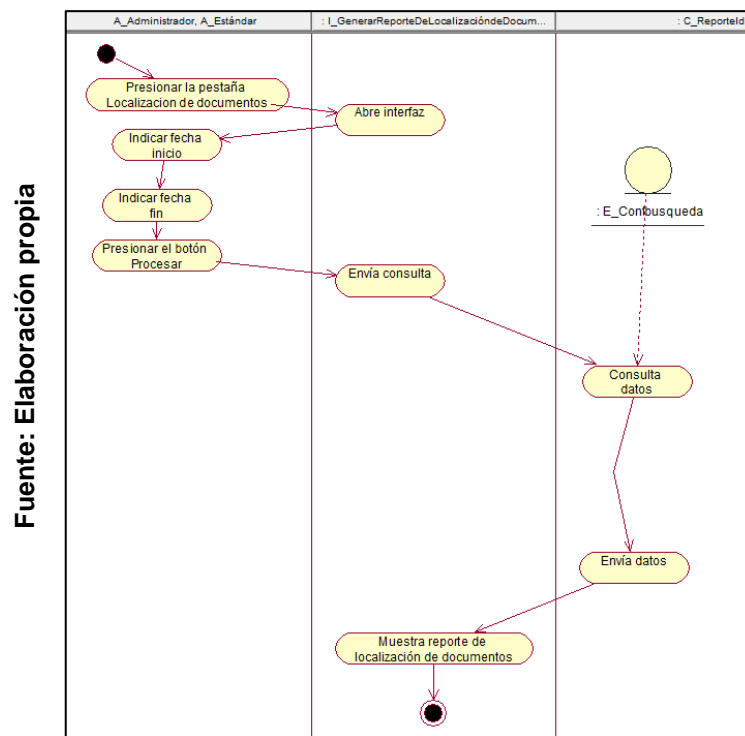 A_Administrador, A_Estándar
: I_GenerarReporteDeLocalizacióndeDocum...
: C_ReporteId
Presionar la pestaña
Localizacion de documentos
Abre interfaz
Indicar fecha
inicio
Indicar fecha
fin
: E_Conbusqueda
Presionar el botón
Procesar
Envía consulta
Consulta
datos
Envía datos
Muestra reporte de
localización de documentos
Fuente: Elaboración propia